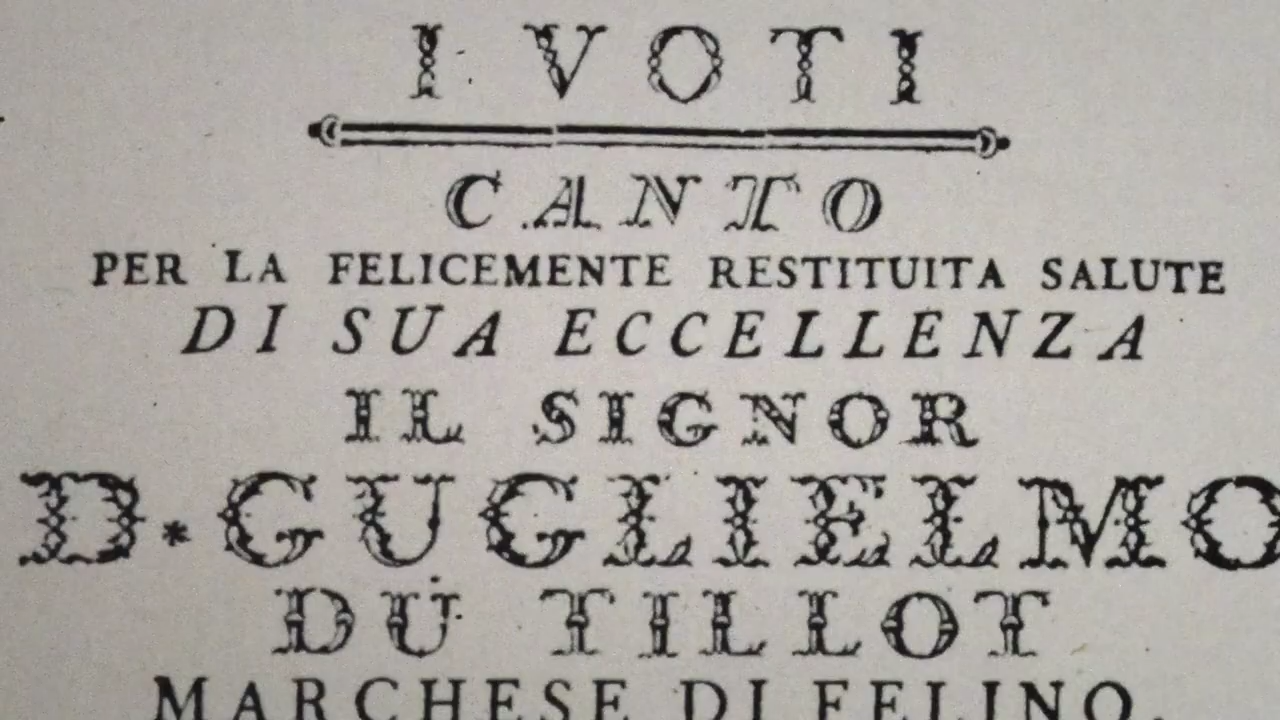 I VOTI
CANTO
PER LA FELICEMENTE RESTITUITA SALUTE
DI SUA ECCELLENZA
IL SIGNOR
D. GUGLIELMO
DU TILLOT
MARCHESE DI FELINO,